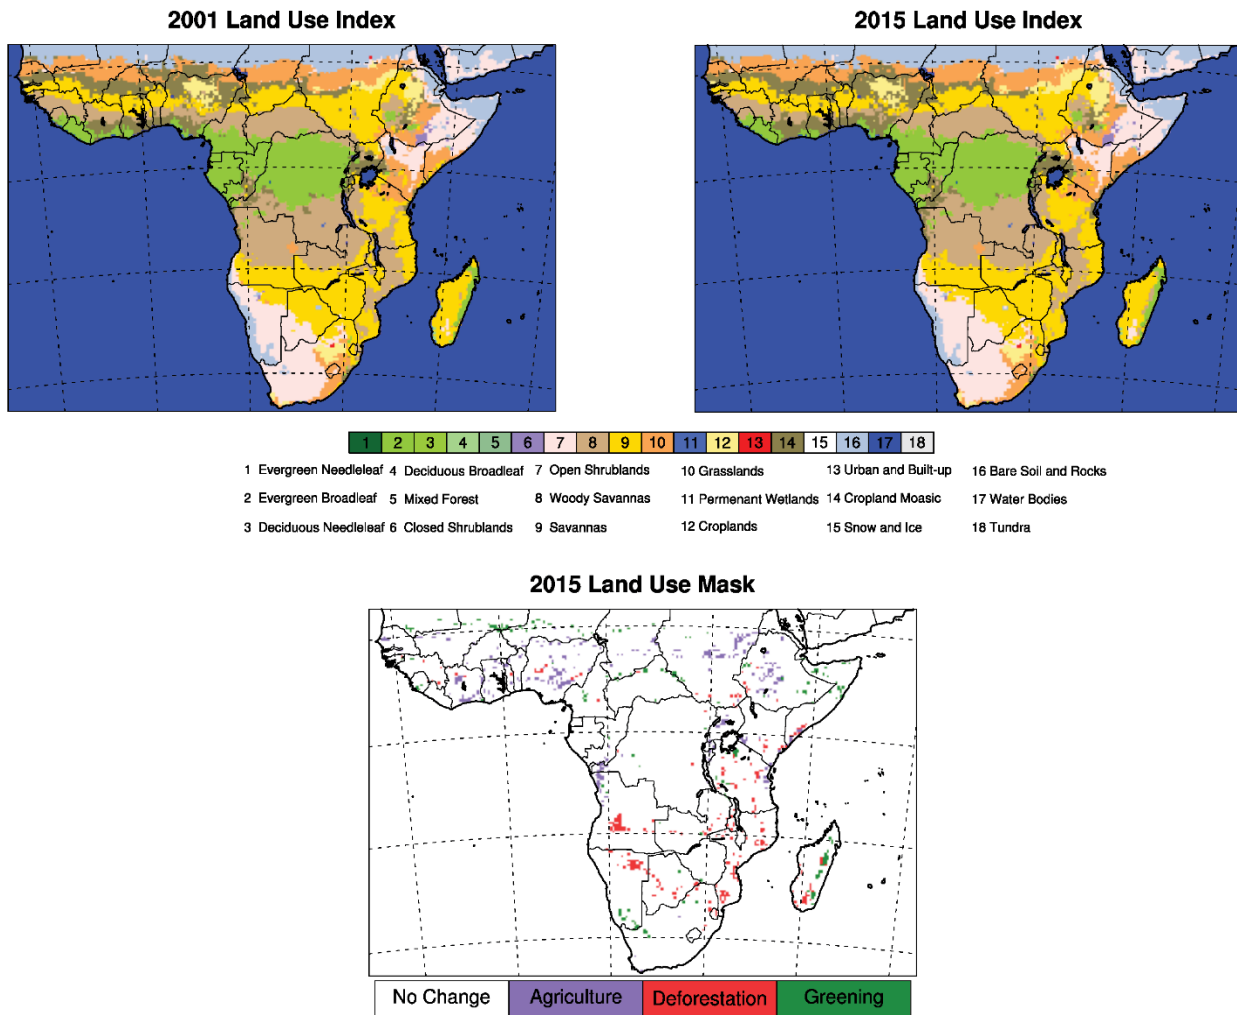 2001 Land Use Index
2015 Land Use Index
1 2 3 4 5 6 7 8 9 10 11 12 13 14 15 16 17 18
1 Evergreen Needleleaf 4 Deciduous Broadleaf 7 Open Shrublands 10 Grasslands 13 Urban and Built-up 16 Bare Soil and Rocks
2 Evergreen Broadleaf 5 Mixed Forest 8 Woody Savannas 11 Permenant Wetlands 14 Cropland Moasic 17 Water Bodies
3 Deciduous Needleleaf 6 Closed Shrublands 9 Savannas 12 Croplands 15 Snow and Ice 18 Tundra
2015 Land Use Mask
No Change Agriculture Deforestation Greening